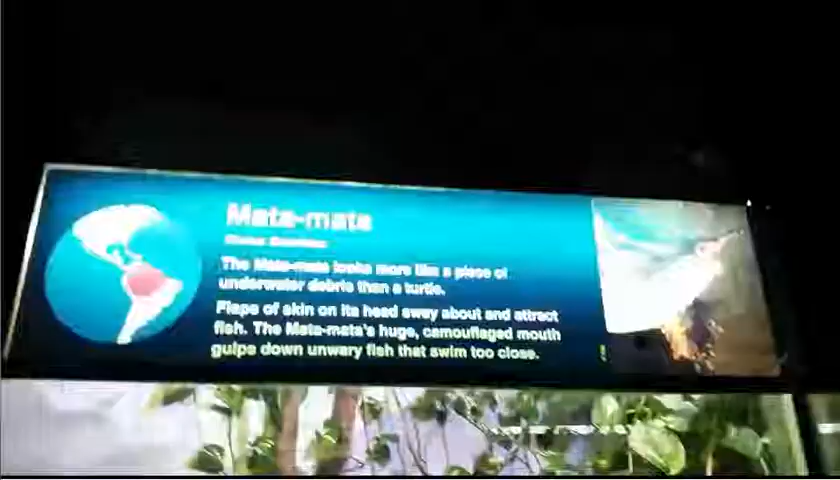 Mata-mata
The Mata-mata looks more like a piece of
underwater debris than a turtle.
Flaps of skin on its head sway about and attract
fish. The Mata-mata's huge, camouflaged mouth
gulps down unwary fish that swim too close.